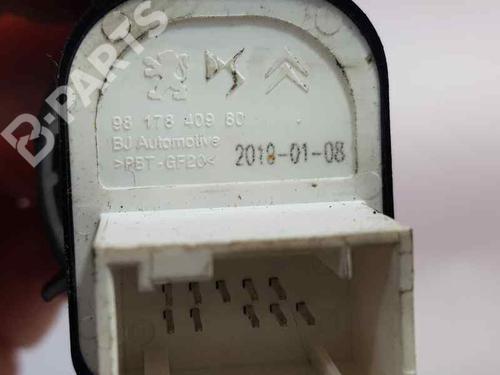 B-PARTS
98 178 409 80
BJ Automotive
>PBT-GF20<
2018-01-08